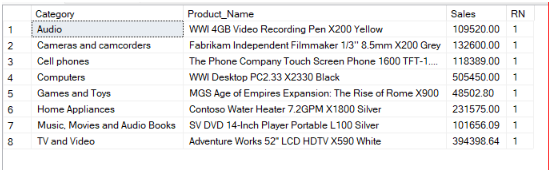 Category Product_Name Sales RN
1 Audio WWI 4GB Video Recording Pen X200 Yellow 109520.00 1
2 Cameras and camcorders Fabrikam Independent Filmmaker 1/3" 8.5mm X200 Grey 132600.00 1
3 Cell phones The Phone Company Touch Screen Phone 1600 TFT-1.... 118389.00 1
4 Computers WWI Desktop PC2.33 X2330 Black 505450.00 1
5 Games and Toys MGS Age of Empires Expansion: The Rise of Rome X900 48502.80 1
6 Home Appliances Contoso Water Heater 7.2GPM X1800 Silver 231575.00 1
7 Music, Movies and Audio Books SV DVD 14-Inch Player Portable L100 Silver 101656.09 1
8 TV and Video Adventure Works 52" LCD HDTV X590 White 394398.64 1